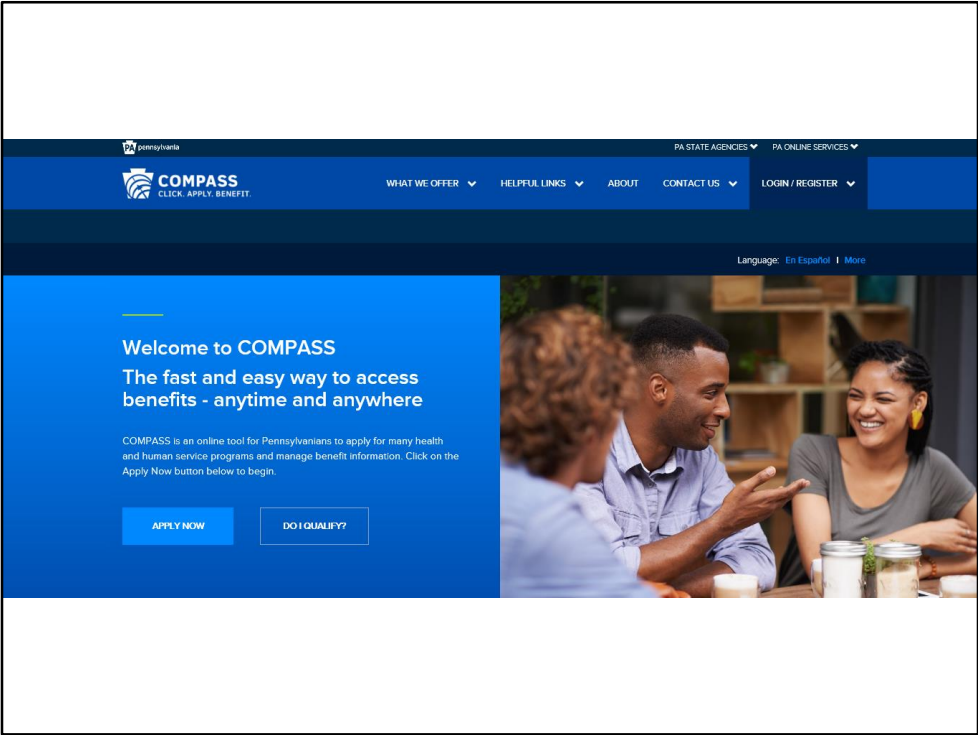 PA pennsylvania
PA STATE AGENCIES PA ONLINE SERVICES
COMPASS
CLICK. APPLY. BENEFIT.
WHAT WE OFFER HELPFUL LINKS ABOUT CONTACT US LOGIN / REGISTER
Language: En Español | More
Welcome to COMPASS
The fast and easy way to access
benefits - anytime and anywhere
COMPASS is an online tool for Pennsylvanians to apply for many health
and human service programs and manage benefit information. Click on the
Apply Now button below to begin.
APPLY NOW DO I QUALIFY?